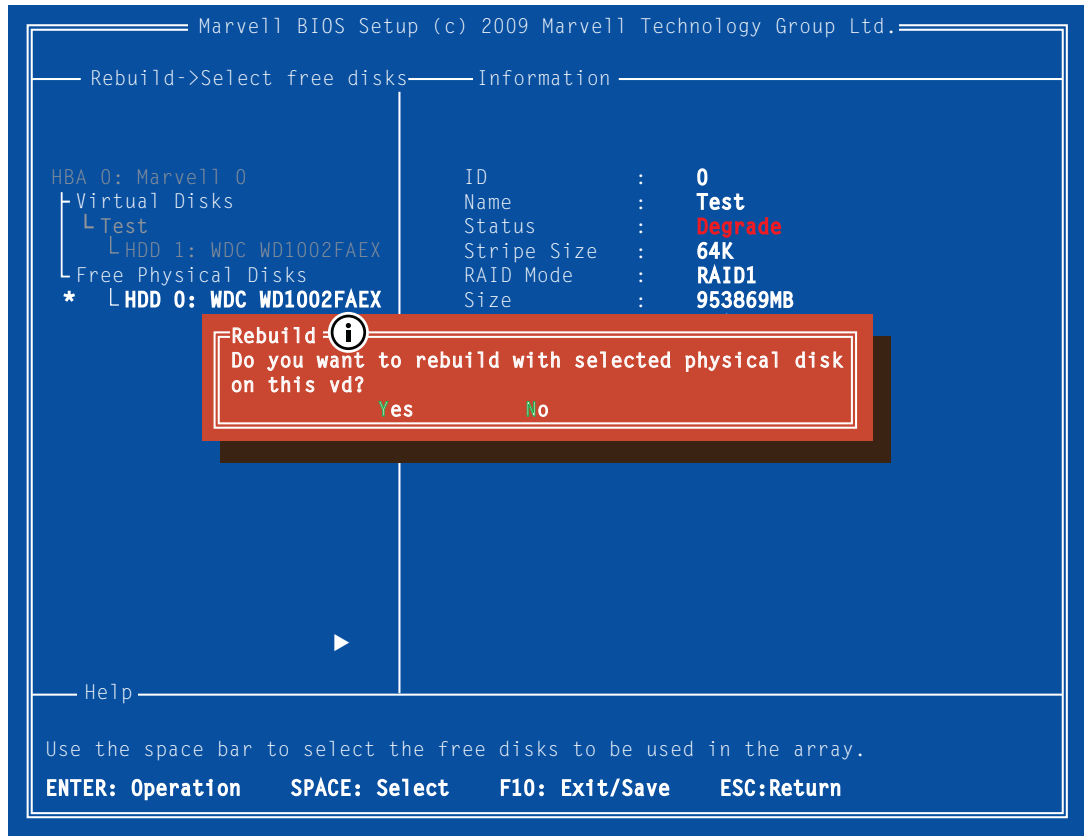 Marvell BIOS Setup (c) 2009 Marvell Technology Group Ltd.
Rebuild->Select free disks
Information
HBA 0: Marvell 0
Virtual Disks
Test
HDD 1: WDC WD1002FAEX
Free Physical Disks
* HDD 0: WDC WD1002FAEX
ID : 0
Name : Test
Status : Degrade
Stripe Size : 64K
RAID Mode : RAID1
Size : 953869MB
Rebuild i
Do you want to rebuild with selected physical disk
on this vd?
Yes No
Help
Use the space bar to select the free disks to be used in the array.
ENTER: Operation SPACE: Select F10: Exit/Save ESC:Return